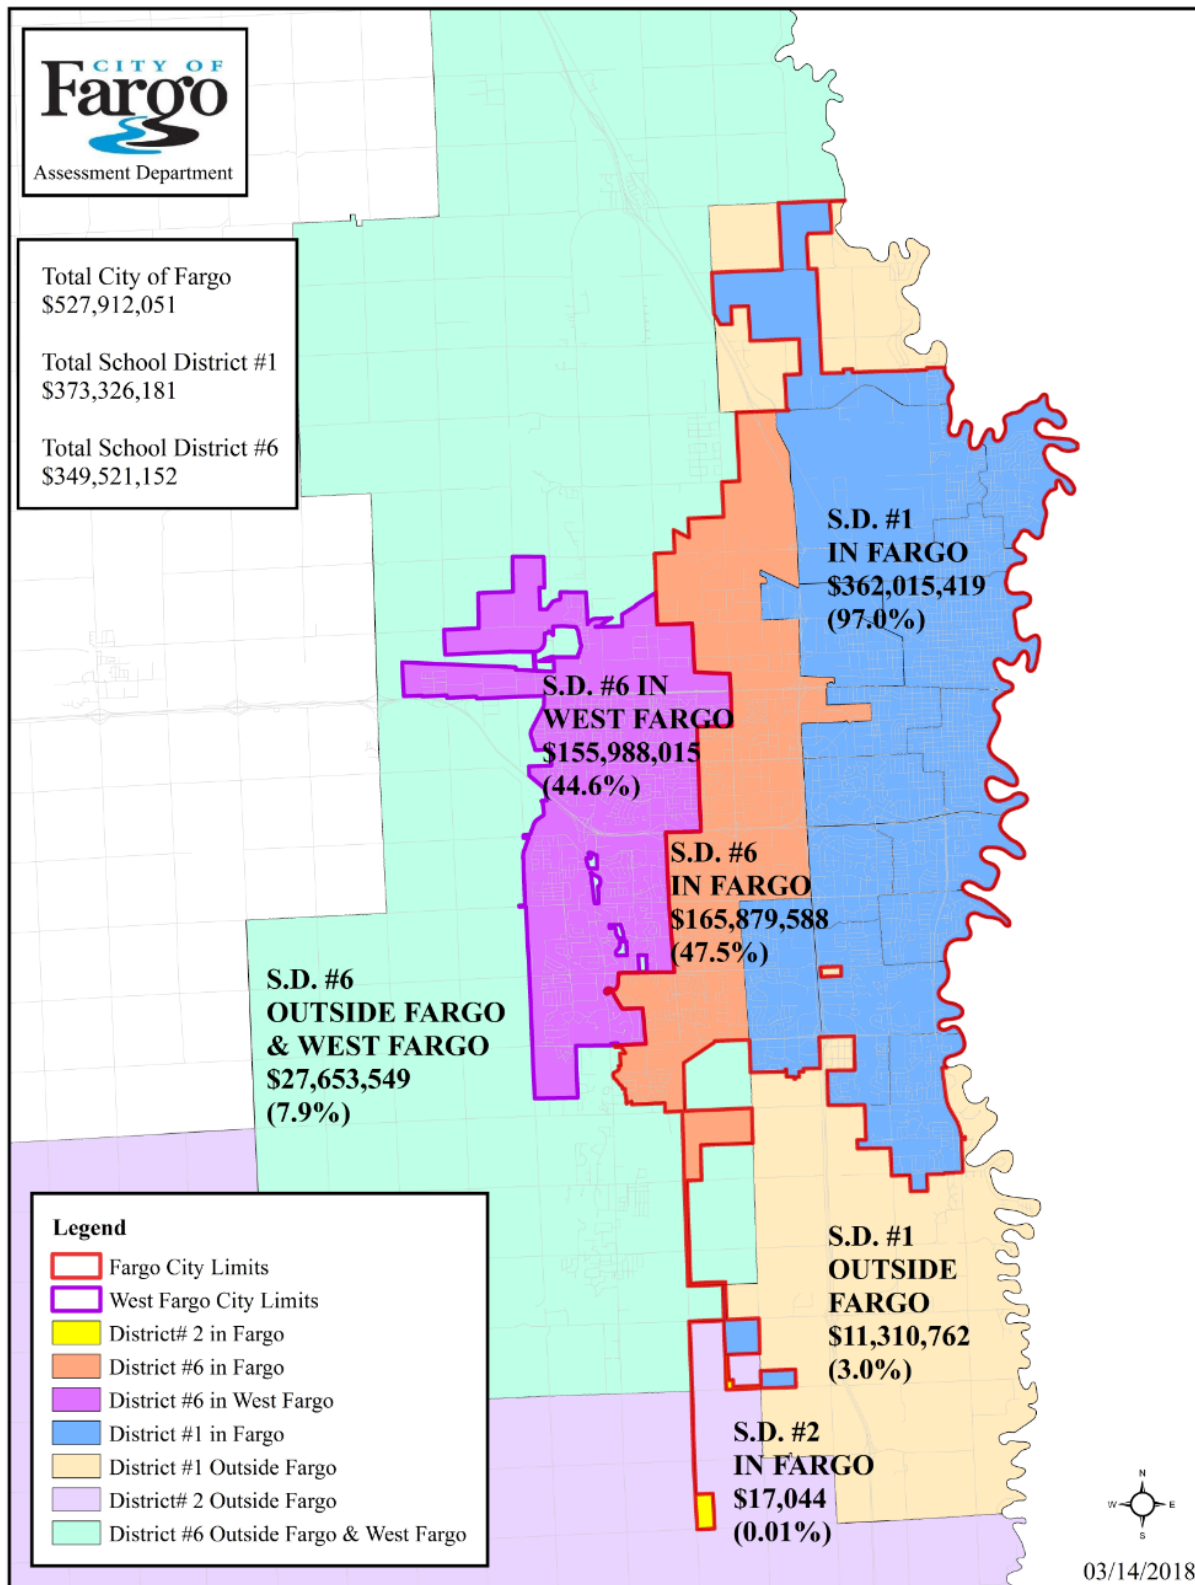 CITY OF
Fargo
Assessment Department
Total City of Fargo
$527,912,051
Total School District #1
$373,326,181
Total School District #6
$349,521,152
S.D. #1
IN FARGO
$362,015,419
(97.0%)
S.D. #6 IN
WEST FARGO
$155,988,015
(44.6%)
S.D. #6
IN FARGO
$165,879,588
(47.5%)
S.D. #6
OUTSIDE FARGO
& WEST FARGO
$27,653,549
(7.9%)
S.D. #1
OUTSIDE
FARGO
$11,310,762
(3.0%)
S.D. #2
IN FARGO
$17,044
(0.01%)
Legend
Fargo City Limits
West Fargo City Limits
District# 2 in Fargo
District #6 in Fargo
District #6 in West Fargo
District #1 in Fargo
District #1 Outside Fargo
District# 2 Outside Fargo
District #6 Outside Fargo & West Fargo
N
W E
S
03/14/2018